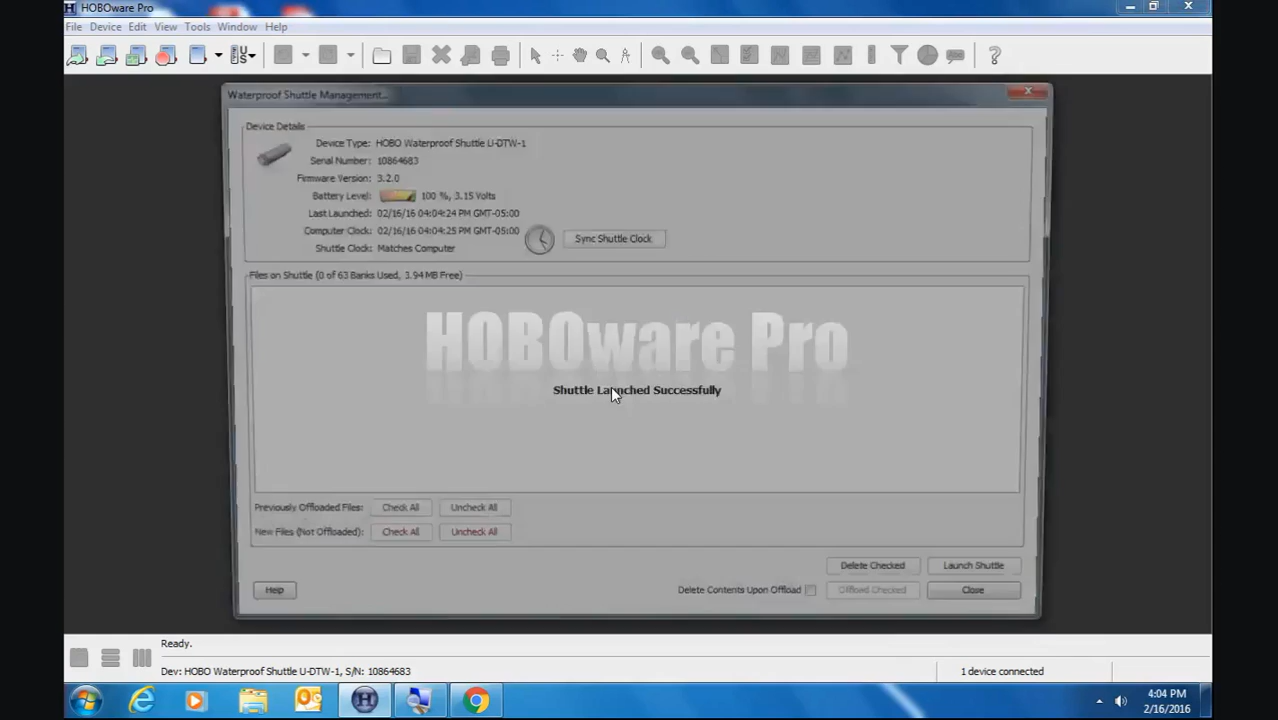 HOBOware Pro
File Device Edit View Tools Window Help
Waterproof Shuttle Management...
Device Details
Device Type: HOBO Waterproof Shuttle U-DTW-1
Serial Number: 10864683
Firmware Version: 3.2.0
Battery Level: 100 %, 3.15 Volts
Last Launched: 02/16/16 04:04:24 PM GMT-05:00
Computer Clock: 02/16/16 04:04:25 PM GMT-05:00
Sync Shuttle Clock
Shuttle Clock: Matches Computer
Files on Shuttle (0 of 63 Banks Used, 3.94 MB Free)
HOBOware Pro
Shuttle Launched Successfully
Previously Offloaded Files: Check All Uncheck All
New Files (Not Offloaded): Check All Uncheck All
Delete Checked Launch Shuttle
Help Delete Contents Upon Offload Offload Checked Close
Ready.
Dev: HOBO Waterproof Shuttle U-DTW-1, S/N: 10864683 1 device connected
4:04 PM
2/16/2016